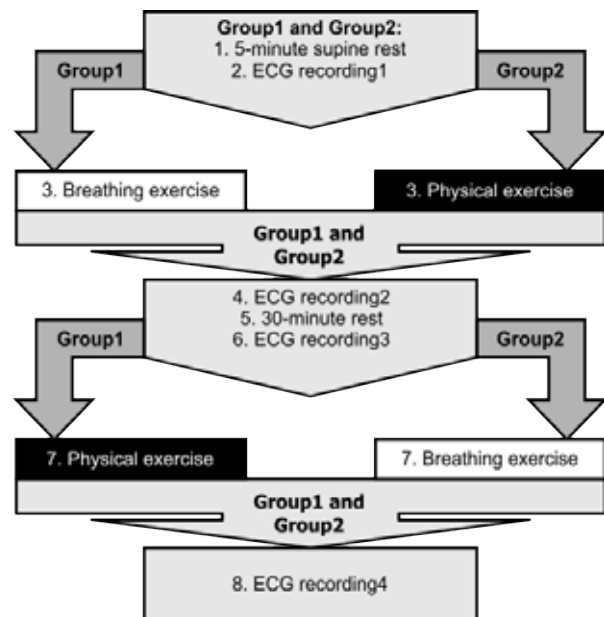 Group1 and Group2:
1. 5-minute supine rest
2. ECG recording1
Group1
Group2
3. Breathing exercise
3. Physical exercise
Group1 and
Group2
4. ECG recording2
5. 30-minute rest
6. ECG recording3
Group1
Group2
7. Physical exercise
7. Breathing exercise
Group1 and
Group2
8. ECG recording4